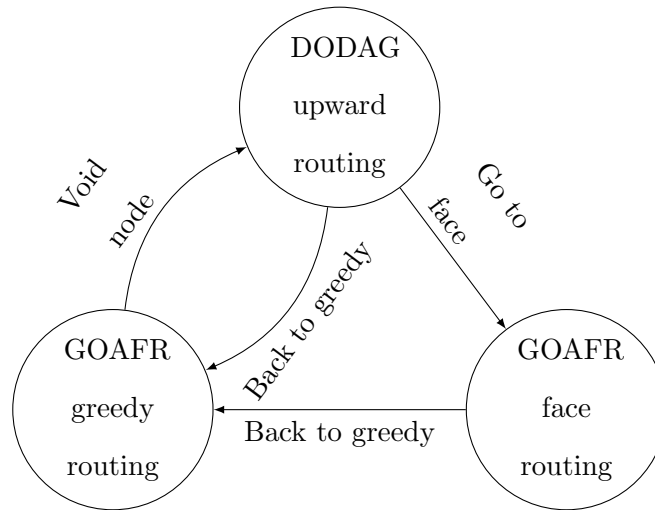 DODAG
upward
routing
Void
node
Go to
face
Back to greedy
GOAFR
greedy
routing
Back to greedy
GOAFR
face
routing